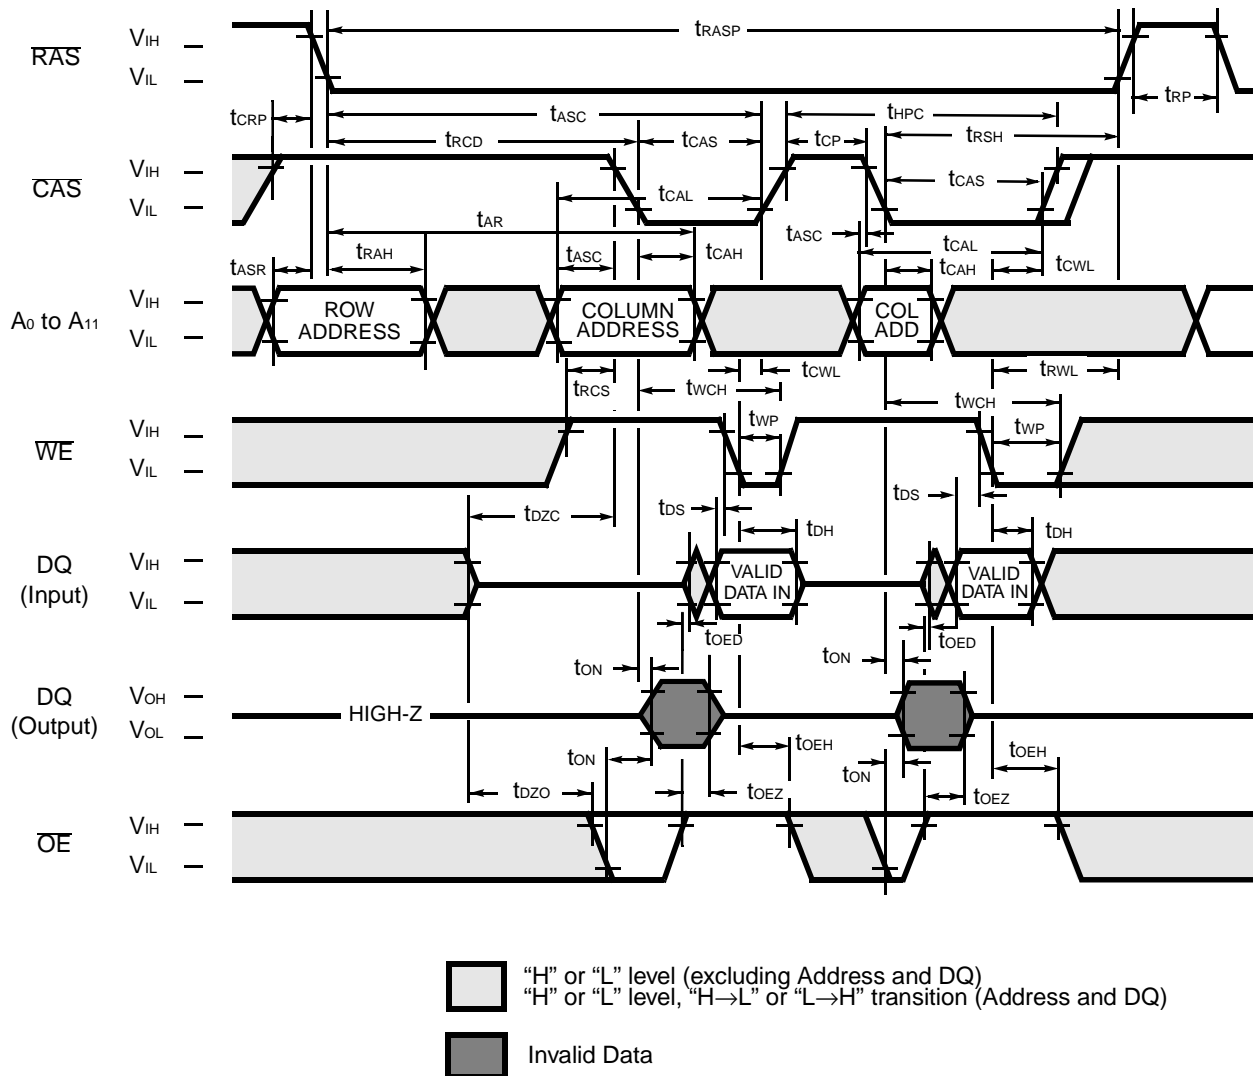 tRASP
RAS
VIH
VIL
tRP
tCRP
tASC
tHPC
tRCD
tCAS
tCP
tRSH
CAS
VIH
VIL
tCAL
tCAS
tAR
tASC
tCAL
tASR
tRAH
tASC
tCAH
tCAH
tCWL
A0 to A11
VIH
VIL
ROW
ADDRESS
COLUMN
ADDRESS
COL
ADD
tRCS
tWCH
tCWL
tRWL
tWCH
WE
VIH
VIL
tWP
tWP
tDZC
tDS
tDH
tDS
tDH
DQ
(Input)
VIH
VIL
VALID
DATA IN
VALID
DATA IN
tOED
tOED
tON
tON
DQ
(Output)
VOH
VOL
HIGH-Z
tON
tOEH
tON
tOEH
tDZO
tOEZ
tOEZ
OE
VIH
VIL
“H” or “L” level (excluding Address and DQ)
“H” or “L” level, “H→L” or “L→H” transition (Address and DQ)
Invalid Data